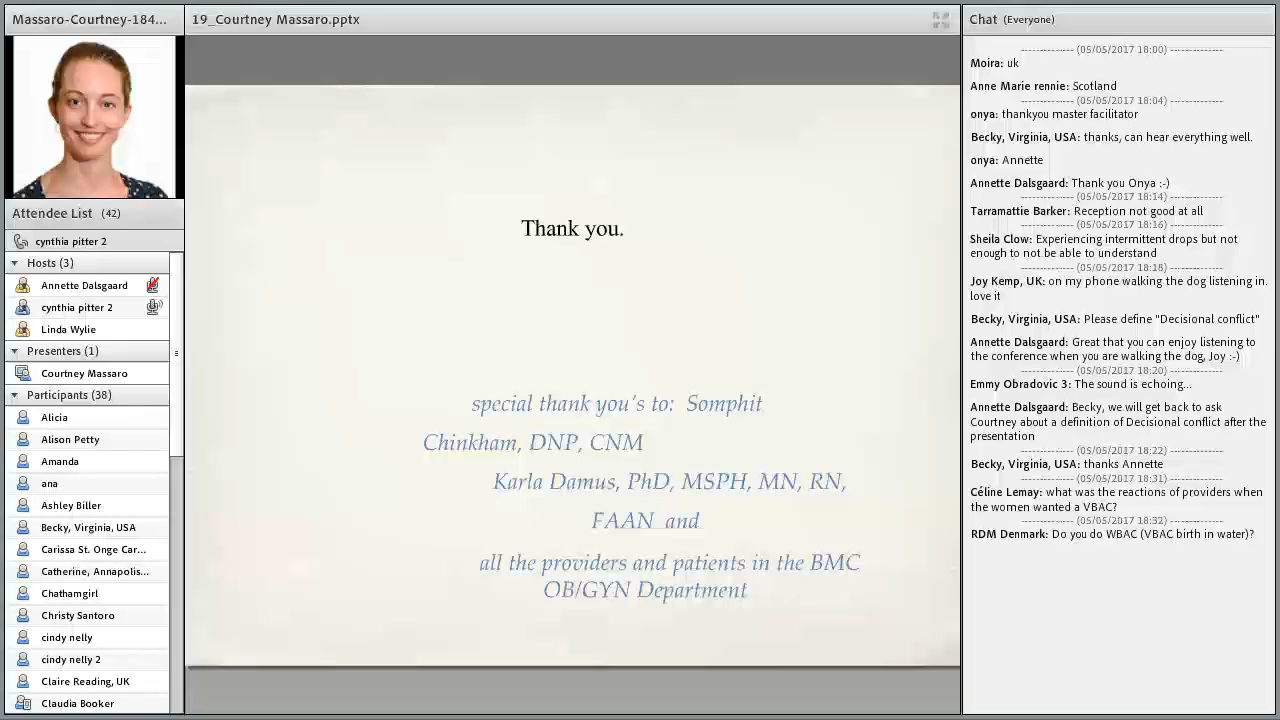 Massaro-Courtney-184...
Attendee List (42)
cynthia pitter 2
Hosts (3)
Annette Dalsgaard
cynthia pitter 2
Linda Wylie
Presenters (1)
Courtney Massaro
Participants (38)
Alicia
Alison Petty
Amanda
ana
Ashley Biller
Becky, Virginia, USA
Carissa St. Onge Car...
Catherine, Annapolis...
Chathamgirl
Christy Santoro
cindy nelly
cindy nelly 2
Claire Reading, UK
Claudia Booker
19_Courtney Massaro.pptx
Thank you.
special thank you's to: Somphit
Chinkham, DNP, CNM
Karla Damus, PhD, MSPH, MN, RN,
FAAN and
all the providers and patients in the BMC
OB/GYN Department
Chat (Everyone)
--------------- (05/05/2017 18:00) ---------------
Moira: uk
Anne Marie rennie: Scotland
--------------- (05/05/2017 18:04) ---------------
onya: thankyou master facilitator
Becky, Virginia, USA: thanks, can hear everything well.
onya: Annette
Annette Dalsgaard: Thank you Onya :-)
--------------- (05/05/2017 18:14) ---------------
Tarramattie Barker: Reception not good at all
--------------- (05/05/2017 18:16) ---------------
Sheila Clow: Experiencing intermittent drops but not
enough to not be able to understand
--------------- (05/05/2017 18:18) ---------------
Joy Kemp, UK: on my phone walking the dog listening in.
love it
Becky, Virginia, USA: Please define "Decisional conflict"
Annette Dalsgaard: Great that you can enjoy listening to
the conference when you are walking the dog, Joy :-)
--------------- (05/05/2017 18:20) ---------------
Emmy Obradovic 3: The sound is echoing...
Annette Dalsgaard: Becky, we will get back to ask
Courtney about a definition of Decisional conflict after the
presentation
--------------- (05/05/2017 18:22) ---------------
Becky, Virginia, USA: thanks Annette
--------------- (05/05/2017 18:31) ---------------
Céline Lemay: what was the reactions of providers when
the women wanted a VBAC?
--------------- (05/05/2017 18:32) ---------------
RDM Denmark: Do you do WBAC (VBAC birth in water)?